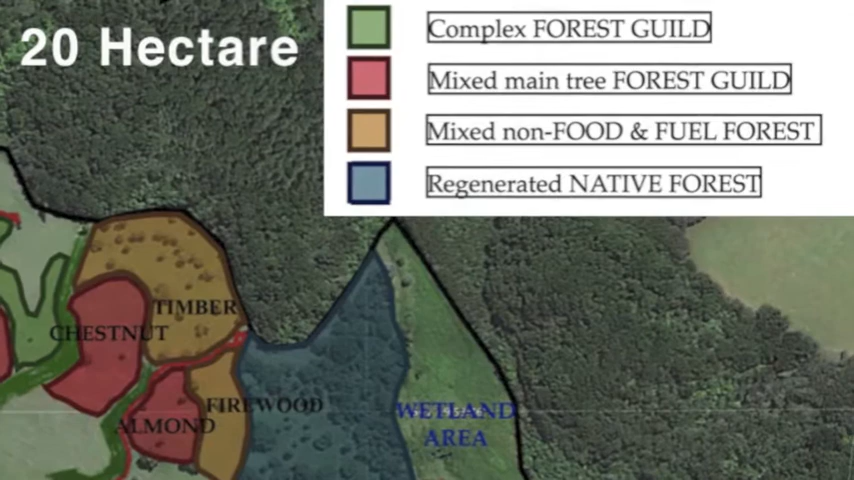 20 Hectare
Complex FOREST GUILD
Mixed main tree FOREST GUILD
Mixed non-FOOD & FUEL FOREST
Regenerated NATIVE FOREST
TIMBER
CHESTNUT
FIREWOOD
ALMOND
WETLAND
AREA